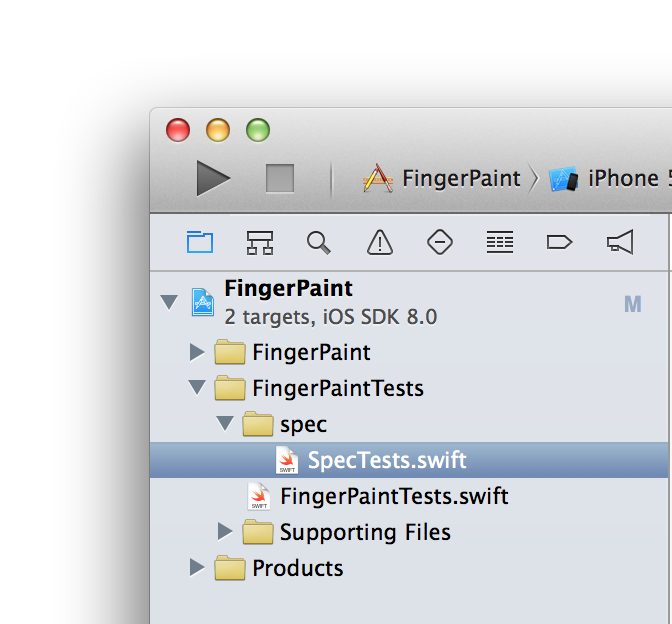 FingerPaint
iPhone
FingerPaint
2 targets, iOS SDK 8.0
M
FingerPaint
FingerPaintTests
spec
SWIFT
SpecTests.swift
SWIFT
FingerPaintTests.swift
Supporting Files
Products